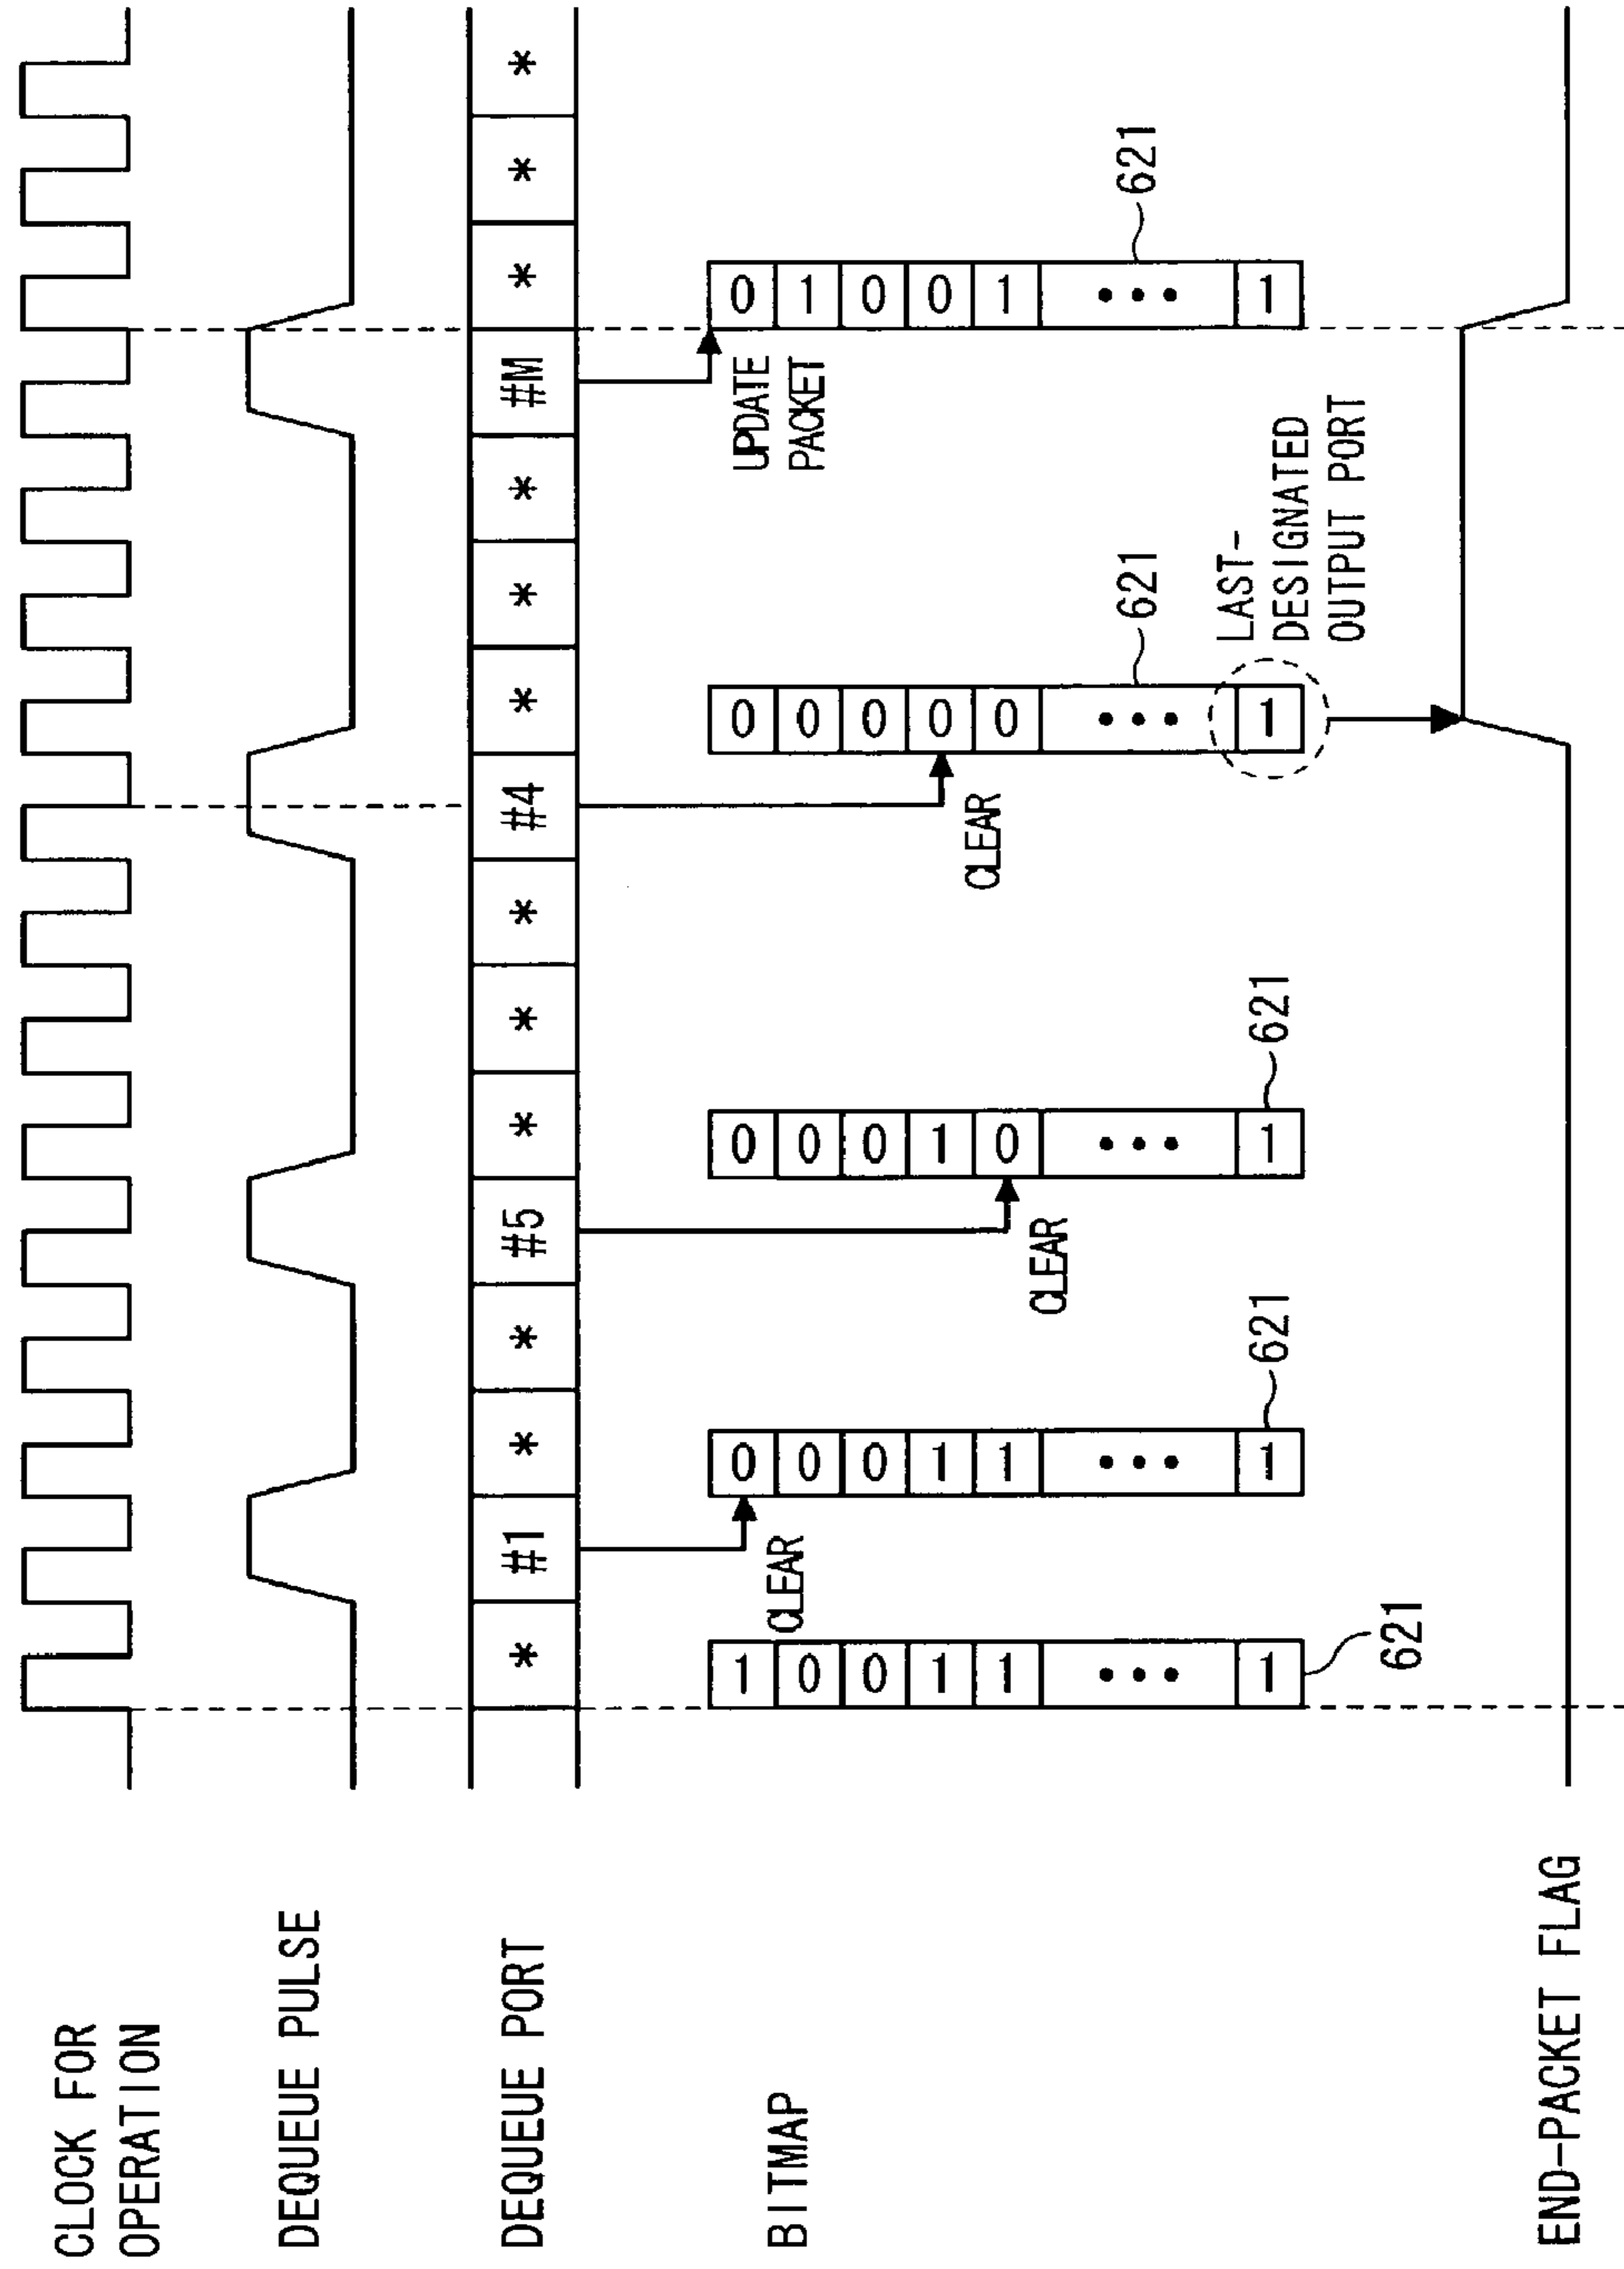 CLOCK FOR
OPERATION
DEQUEUE PULSE
DEQUEUE PORT
* #1 * * #5 * * * #4 * * * #M * * *
BITMAP
CLEAR
UPDATE
PACKET
1 0 0 0 0
0 0 0 0 1
0 0 0 0 0
1 1 1 0 0
CLEAR
1 1 0 0 1
CLEAR
• • •
• • •
• • •
• • •
• • •
621
621
1 1 1 1 1
621
621
LAST-
DESIGNATED
OUTPUT PORT
621
END-PACKET FLAG